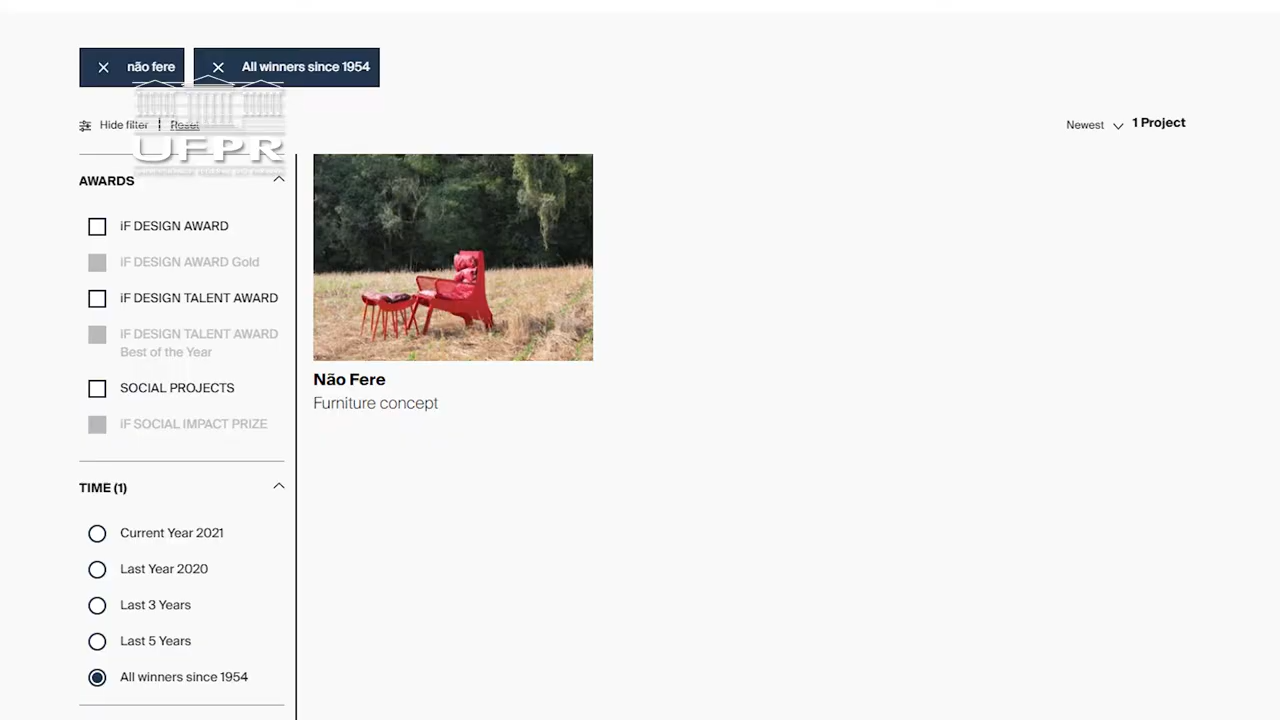 não fere
All winners since 1954
Hide filter
Reset
Newest
1 Project
UFPR
AWARDS
iF DESIGN AWARD
iF DESIGN AWARD Gold
iF DESIGN TALENT AWARD
iF DESIGN TALENT AWARD
Best of the Year
SOCIAL PROJECTS
iF SOCIAL IMPACT PRIZE
TIME (1)
Current Year 2021
Last Year 2020
Last 3 Years
Last 5 Years
All winners since 1954
Não Fere
Furniture concept